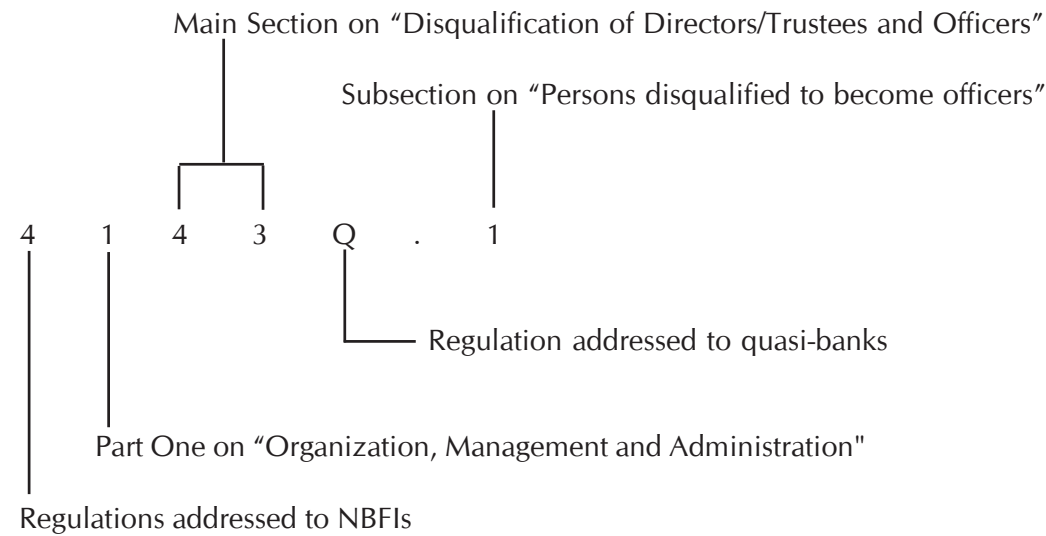 Main Section on “Disqualification of Directors/Trustees and Officers”
Subsection on “Persons disqualified to become officers”
4 1 4 3 Q . 1
Regulation addressed to quasi-banks
Part One on “Organization, Management and Administration"
Regulations addressed to NBFIs